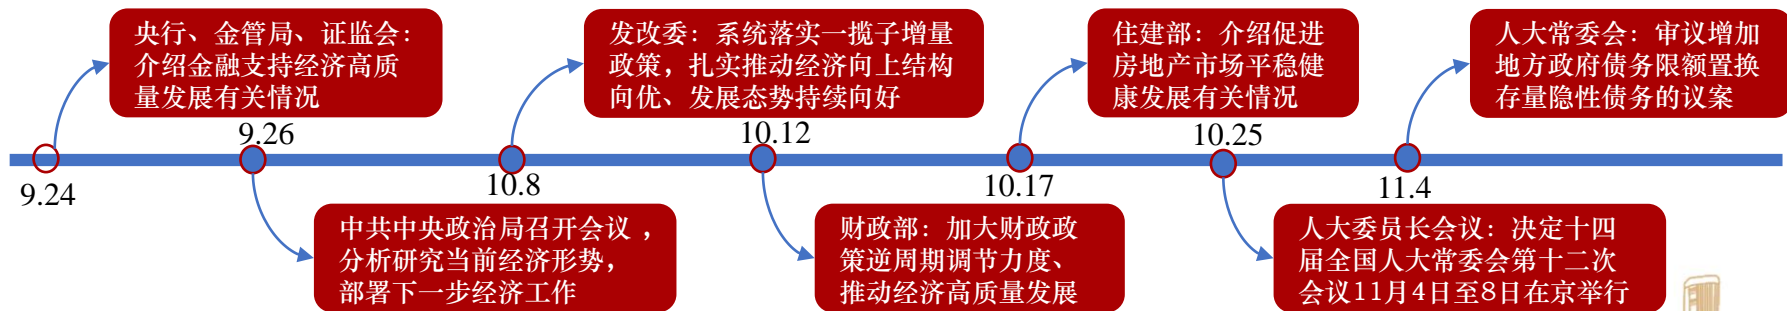 央行、金管局、证监会：
介绍金融支持经济高质
量发展有关情况
发改委：系统落实一揽子增量
政策，扎实推动经济向上结构
向优、发展态势持续向好
住建部：介绍促进
房地产市场平稳健
康发展有关情况
人大常委会：审议增加
地方政府债务限额置换
存量隐性债务的议案
9.26
10.12
10.25
9.24
10.8
10.17
11.4
中共中央政治局召开会议，
分析研究当前经济形势，
部署下一步经济工作
财政部：加大财政政
策逆周期调节力度、
推动经济高质量发展
人大委员长会议：决定十四
届全国人大常委会第十二次
会议11月4日至8日在京举行